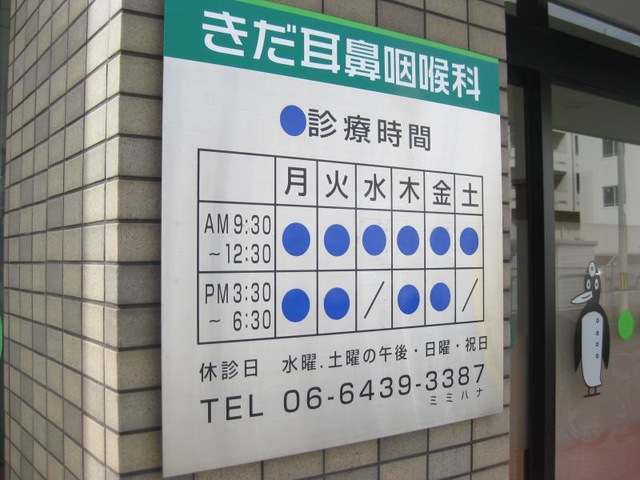 きだ耳鼻咽喉科
●診療時間
月 火 水 木 金 土
AM 9:30 ~ 12:30 ● ● ● ● ● ●
PM 3:30 ~ 6:30 ● ● / ● ● /
休診日 水曜.土曜の午後・日曜・祝日
TEL 06-6439-3387
ミミハナ